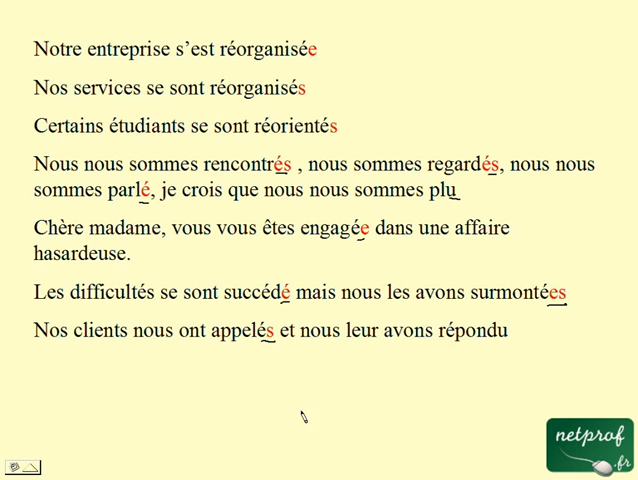 Notre entreprise s'est réorganisée
Nos services se sont réorganisés
Certains étudiants se sont réorientés
Nous nous sommes rencontrés , nous sommes regardés, nous nous
sommes parlé, je crois que nous nous sommes plu
Chère madame, vous vous êtes engagée dans une affaire
hasardeuse.
Les difficultés se sont succédé mais nous les avons surmontées
Nos clients nous ont appelés et nous leur avons répondu
netprof
.fr